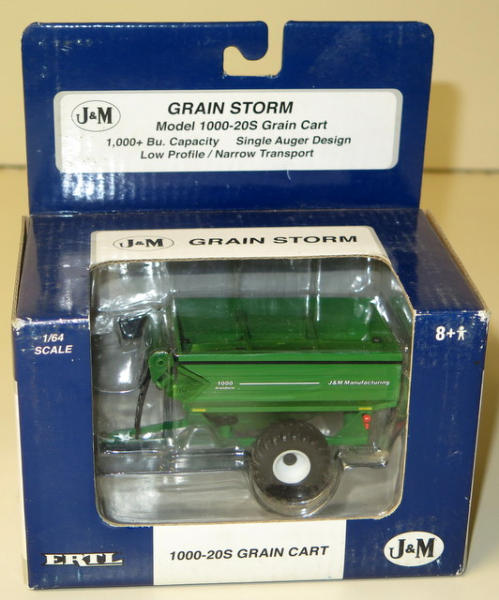 J&M
GRAIN STORM
Model 1000-20S Grain Cart
1,000+ Bu. Capacity Single Auger Design
Low Profile / Narrow Transport
J&M GRAIN STORM
1/64
SCALE
8+
1000
J&M Manufacturing
ERTL
1000-20S GRAIN CART
J&M